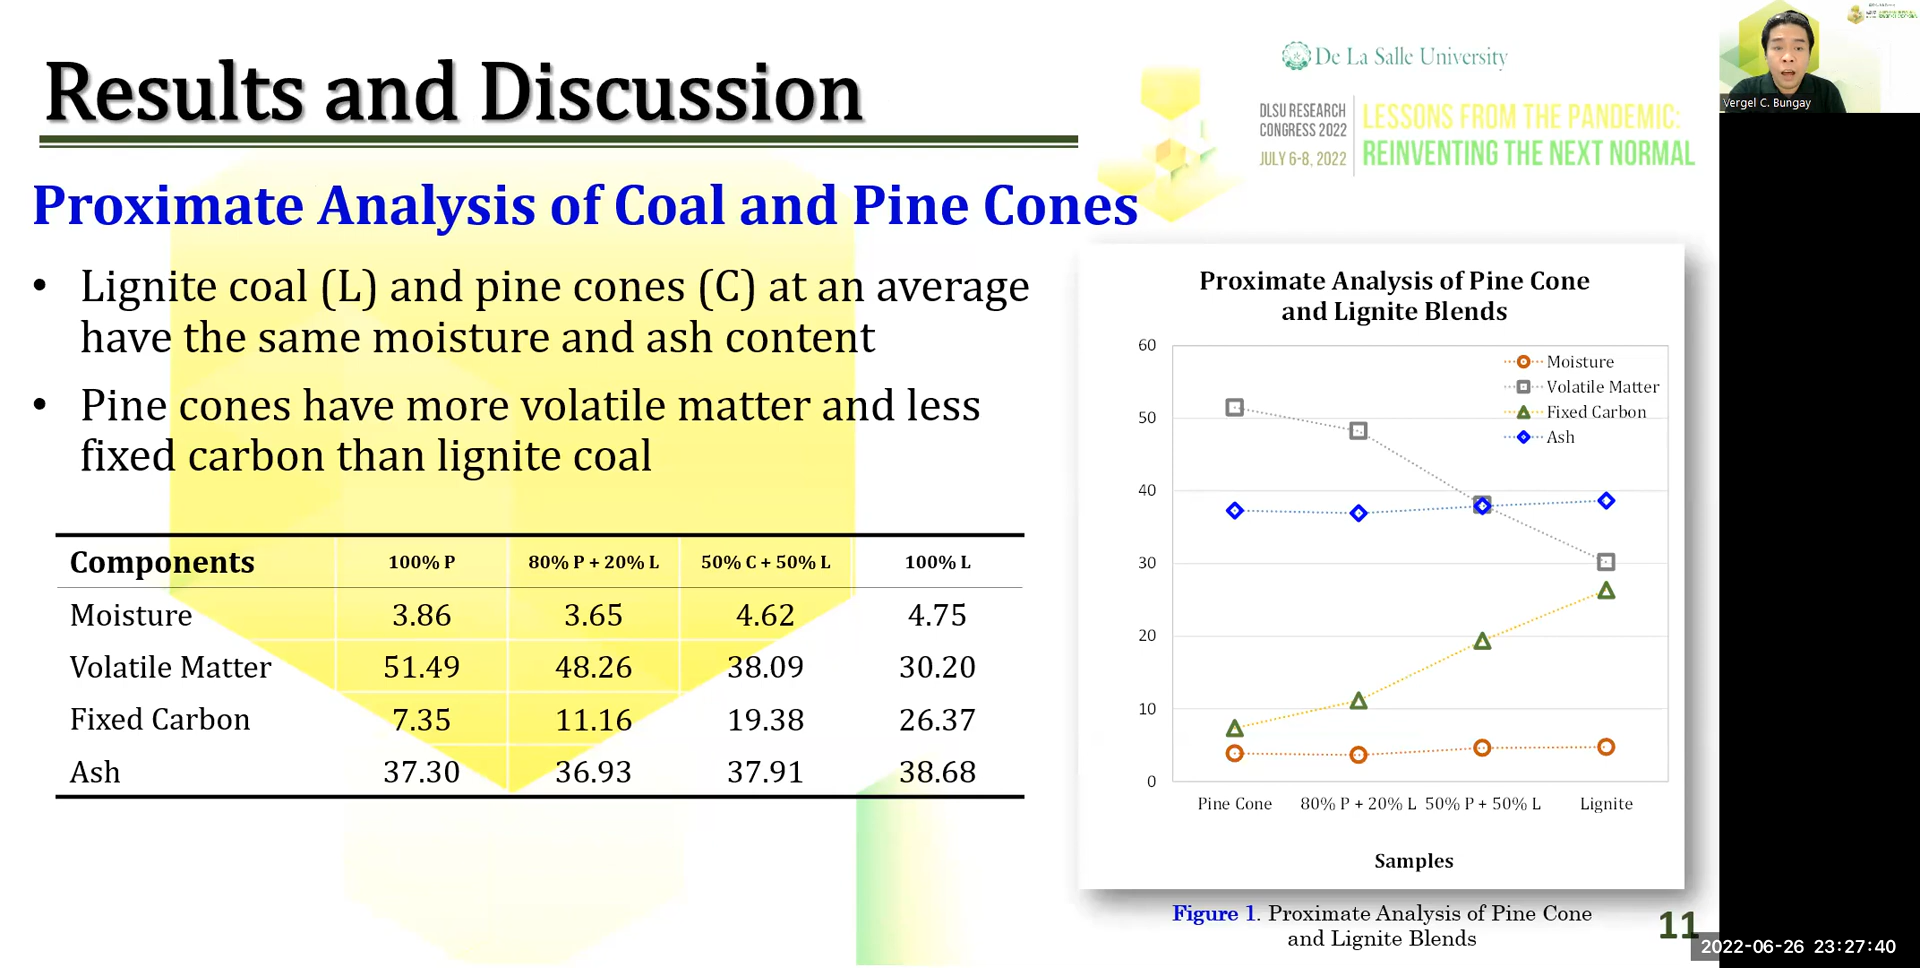 Results and Discussion
De La Salle University
DLSU RESEARCH
CONGRESS 2022
JULY 6-8, 2022
LESSONS FROM THE PANDEMIC:
REINVENTING THE NEXT NORMAL
Vergel C. Bungay
Proximate Analysis of Coal and Pine Cones
• Lignite coal (L) and pine cones (C) at an average
have the same moisture and ash content
• Pine cones have more volatile matter and less
fixed carbon than lignite coal
Components 100% P 80% P + 20% L 50% C + 50% L 100% L
Moisture 3.86 3.65 4.62 4.75
Volatile Matter 51.49 48.26 38.09 30.20
Fixed Carbon 7.35 11.16 19.38 26.37
Ash 37.30 36.93 37.91 38.68
Proximate Analysis of Pine Cone
and Lignite Blends
60
50
40
30
20
10
0
Moisture
Volatile Matter
Fixed Carbon
Ash
Pine Cone 80% P + 20% L 50% P + 50% L Lignite
Samples
Figure 1. Proximate Analysis of Pine Cone
and Lignite Blends
11
2022-06-26 23:27:40